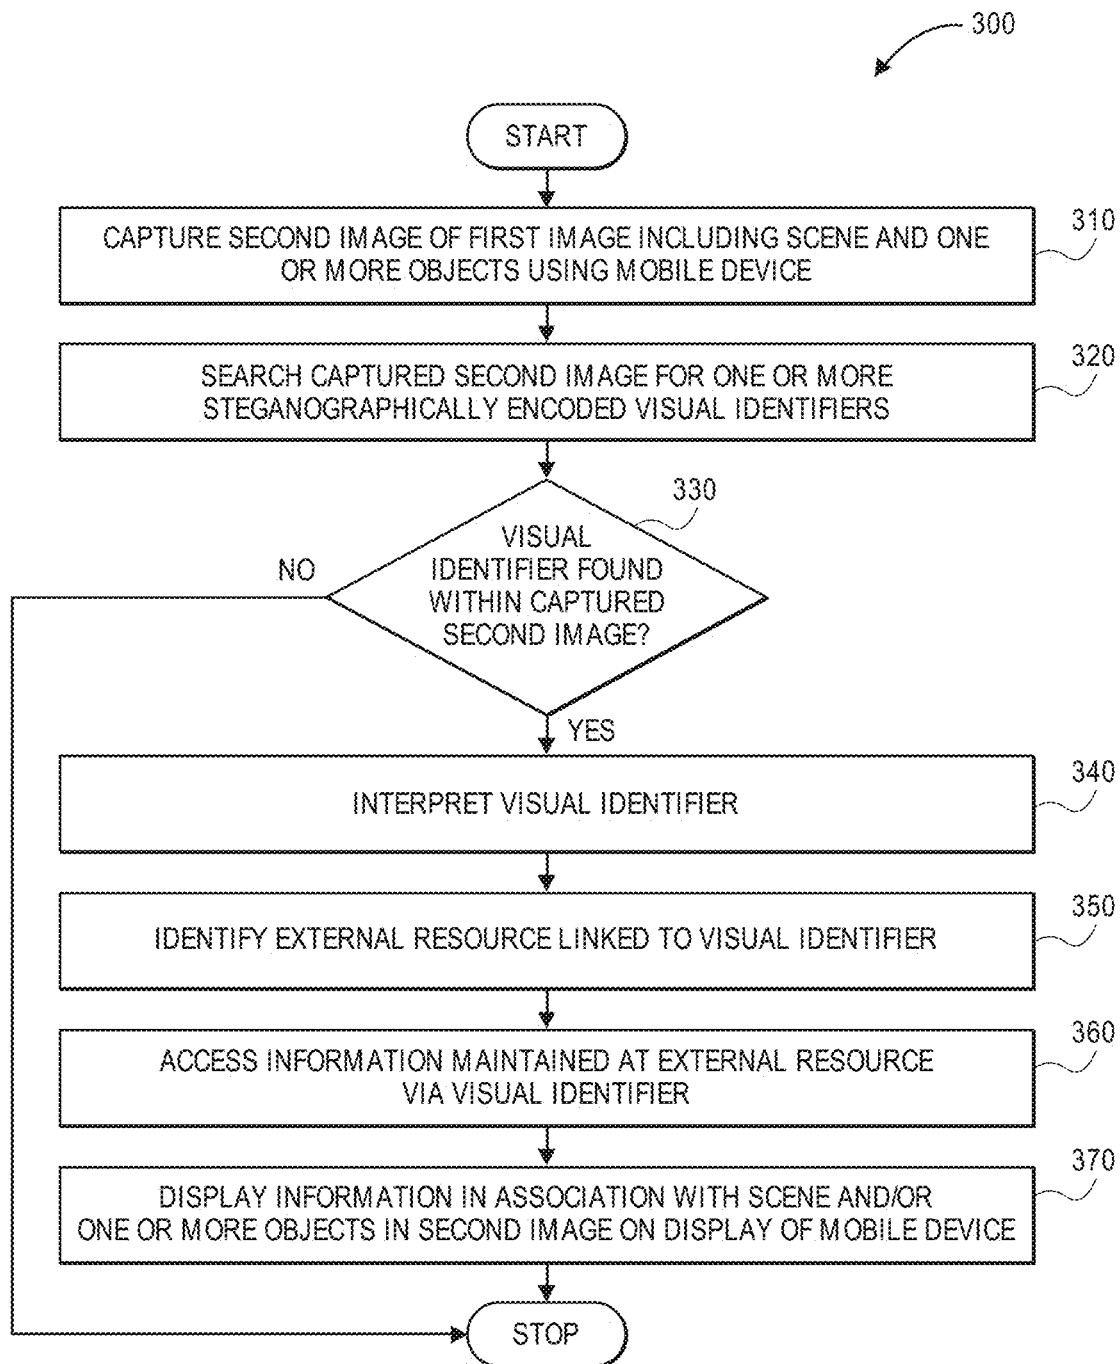 300
START
CAPTURE SECOND IMAGE OF FIRST IMAGE INCLUDING SCENE AND ONE
OR MORE OBJECTS USING MOBILE DEVICE
310
SEARCH CAPTURED SECOND IMAGE FOR ONE OR MORE
STEGANOGRAPHICALLY ENCODED VISUAL IDENTIFIERS
320
330
VISUAL
IDENTIFIER FOUND
WITHIN CAPTURED
SECOND IMAGE?
NO
YES
INTERPRET VISUAL IDENTIFIER
340
IDENTIFY EXTERNAL RESOURCE LINKED TO VISUAL IDENTIFIER
350
ACCESS INFORMATION MAINTAINED AT EXTERNAL RESOURCE
VIA VISUAL IDENTIFIER
360
DISPLAY INFORMATION IN ASSOCIATION WITH SCENE AND/OR
ONE OR MORE OBJECTS IN SECOND IMAGE ON DISPLAY OF MOBILE DEVICE
370
STOP